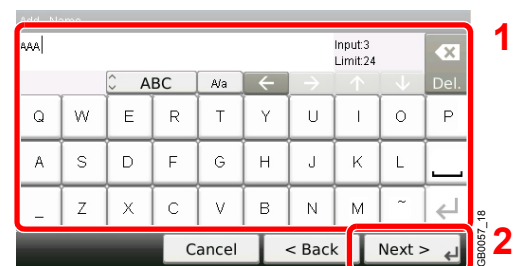 Add - Name
AAA
Input:3
Limit:24
1
ABC A/a ← → ↑ ↓ Del.
Q W E R T Y U I O P
A S D F G H J K L
_ Z X C V B N M ~
Cancel < Back Next >
2
GB0057_18